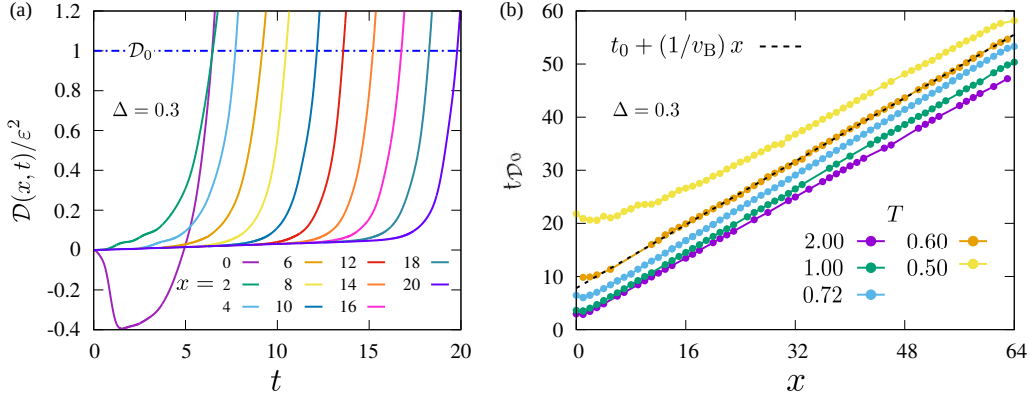 (a)
1.2
1
0.8
0.6
0.4
0.2
0
-0.2
-0.4
𝒟(x, t)/ε²
𝒟₀
Δ = 0.3
x =
0 6 12 18
2 8 14 20
4 10 16
0 5 10 15 20
t
(b)
60
50
40
30
20
10
0
t𝒟₀
t₀ + (1/v_B) x
Δ = 0.3
T
2.00 0.60
1.00 0.50
0.72
0 16 32 48 64
x